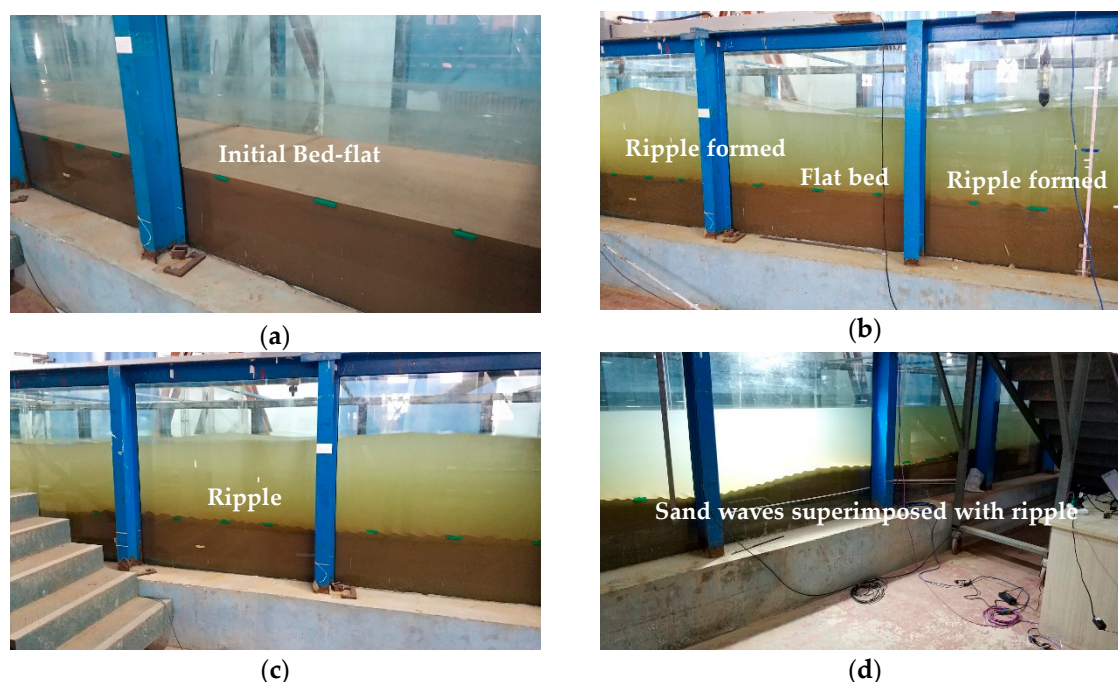 Initial Bed-flat
(a)
Ripple formed
Flat bed
Ripple formed
(b)
Ripple
(c)
Sand waves superimposed with ripple
(d)